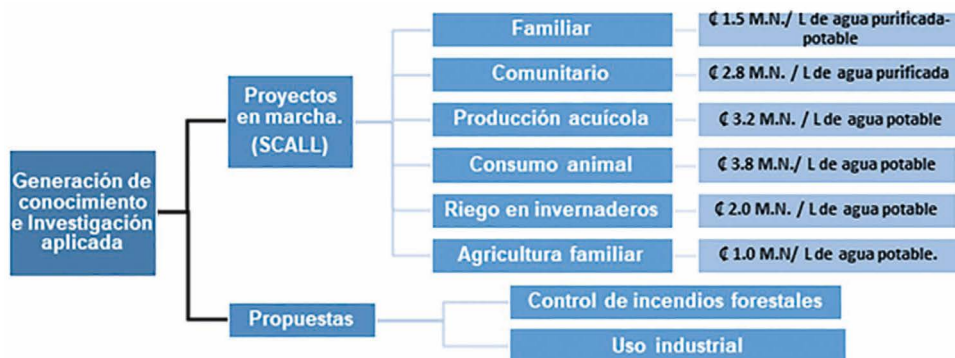 Generación de
conocimiento
e Investigación
aplicada
Proyectos
en marcha.
(SCALL)
Familiar
₡ 1.5 M.N./ L de agua purificada-
potable
Comunitario
₡ 2.8 M.N. / L de agua purificada
Producción acuícola
₡ 3.2 M.N. / L de agua potable
Consumo animal
₡ 3.8 M.N./ L de agua potable
Riego en invernaderos
₡ 2.0 M.N. / L de agua potable
Agricultura familiar
₡ 1.0 M.N/ L de agua potable.
Propuestas
Control de incendios forestales
Uso industrial